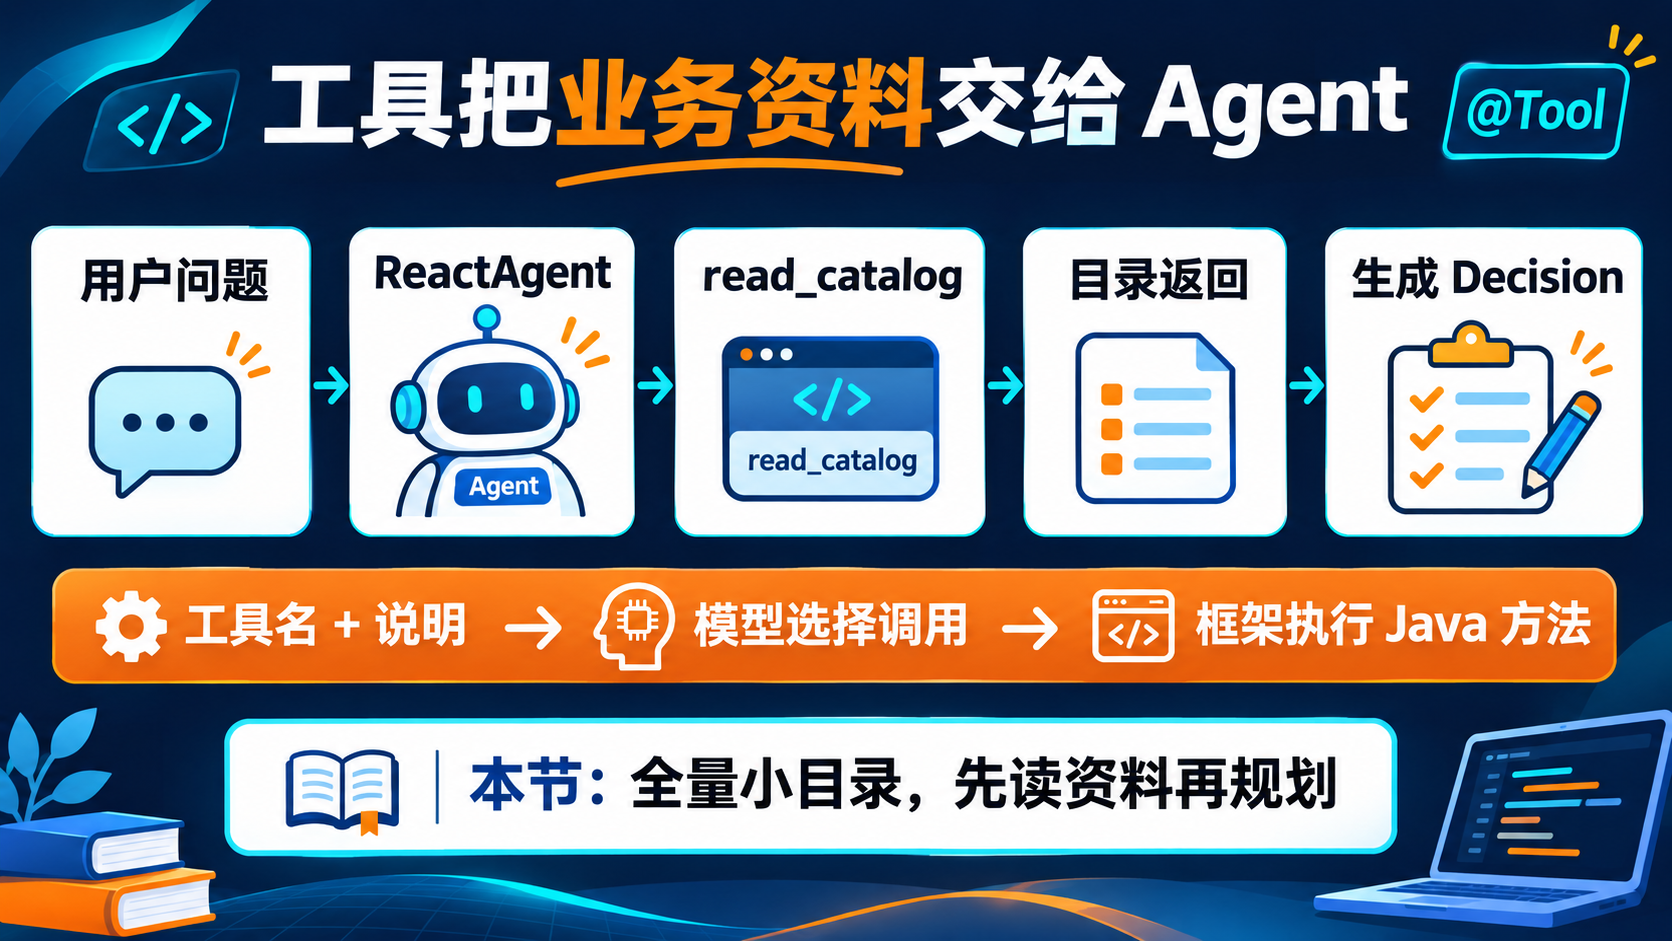 </>
工具把业务资料交给 Agent
@Tool
用户问题
ReactAgent
Agent
read_catalog
</>
read_catalog
目录返回
生成 Decision
工具名 + 说明
模型选择调用
</>
框架执行 Java 方法
本节：全量小目录，先读资料再规划